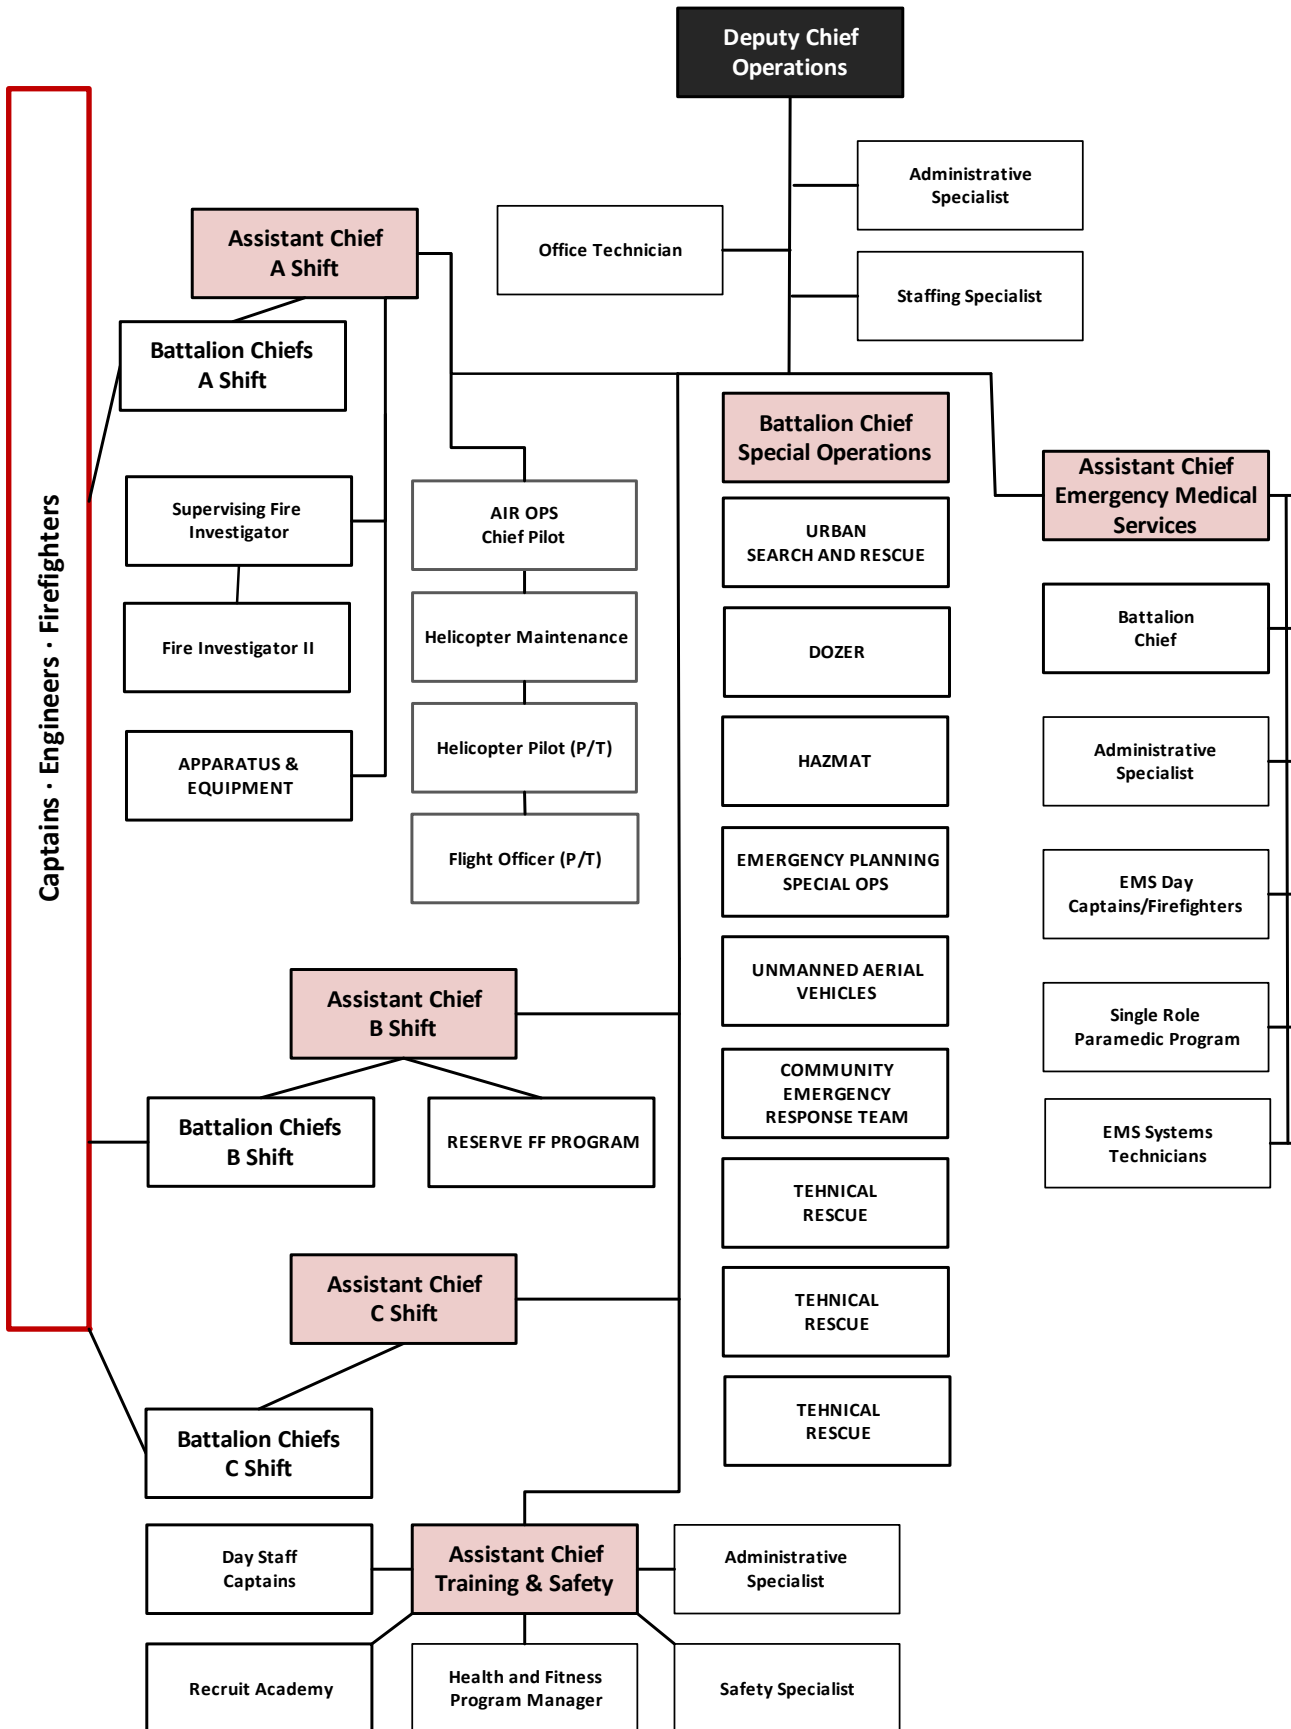 Deputy Chief
Operations
Administrative
Specialist
Office Technician
Staffing Specialist
Assistant Chief
A Shift
Battalion Chiefs
A Shift
Captains · Engineers · Firefighters
Supervising Fire
Investigator
Fire Investigator II
APPARATUS &
EQUIPMENT
AIR OPS
Chief Pilot
Helicopter Maintenance
Helicopter Pilot (P/T)
Flight Officer (P/T)
Battalion Chief
Special Operations
URBAN
SEARCH AND RESCUE
DOZER
HAZMAT
EMERGENCY PLANNING
SPECIAL OPS
UNMANNED AERIAL
VEHICLES
COMMUNITY
EMERGENCY
RESPONSE TEAM
TEHNICAL
RESCUE
TEHNICAL
RESCUE
TEHNICAL
RESCUE
Assistant Chief
Emergency Medical
Services
Battalion
Chief
Administrative
Specialist
EMS Day
Captains/Firefighters
Single Role
Paramedic Program
EMS Systems
Technicians
Assistant Chief
B Shift
Battalion Chiefs
B Shift
RESERVE FF PROGRAM
Assistant Chief
C Shift
Battalion Chiefs
C Shift
Day Staff
Captains
Assistant Chief
Training & Safety
Administrative
Specialist
Recruit Academy
Health and Fitness
Program Manager
Safety Specialist